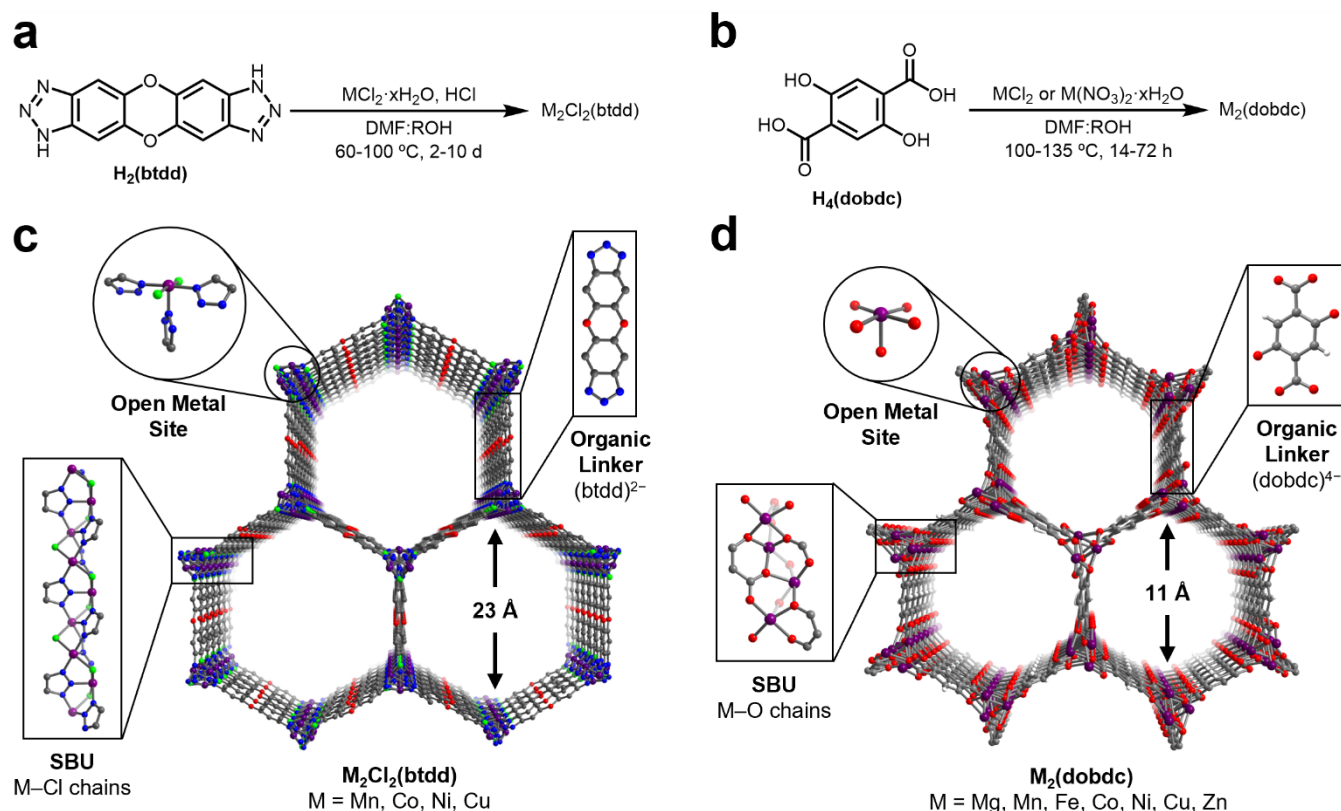 a
N
N
N
H
O
O
H
N
N
N
H₂(btdd)
MCl₂·xH₂O, HCl
DMF:ROH
60-100 ºC, 2-10 d
M₂Cl₂(btdd)
b
O
HO
OH
HO
OH
O
H₄(dobdc)
MCl₂ or M(NO₃)₂·xH₂O
DMF:ROH
100-135 ºC, 14-72 h
M₂(dobdc)
c
Open Metal
Site
Organic
Linker
(btdd)²⁻
23 Å
SBU
M–Cl chains
M₂Cl₂(btdd)
M = Mn, Co, Ni, Cu
d
Open Metal
Site
Organic
Linker
(dobdc)⁴⁻
11 Å
SBU
M–O chains
M₂(dobdc)
M = Mg, Mn, Fe, Co, Ni, Cu, Zn